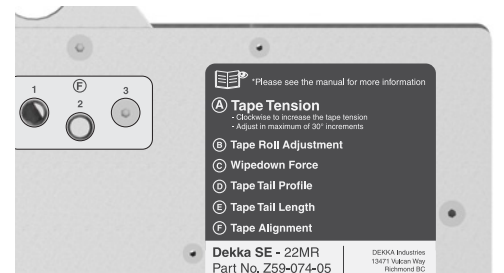 1
F
2
3
*Please see the manual for more information
A Tape Tension
- Clockwise to increase the tape tension
- Adjust in maximum of 30° increments
B Tape Roll Adjustment
C Wipedown Force
D Tape Tail Profile
E Tape Tail Length
F Tape Alignment
Dekka SE - 22MR
Part No. Z59-074-05
DEKKA Industries
13471 Vulcan Way
Richmond BC